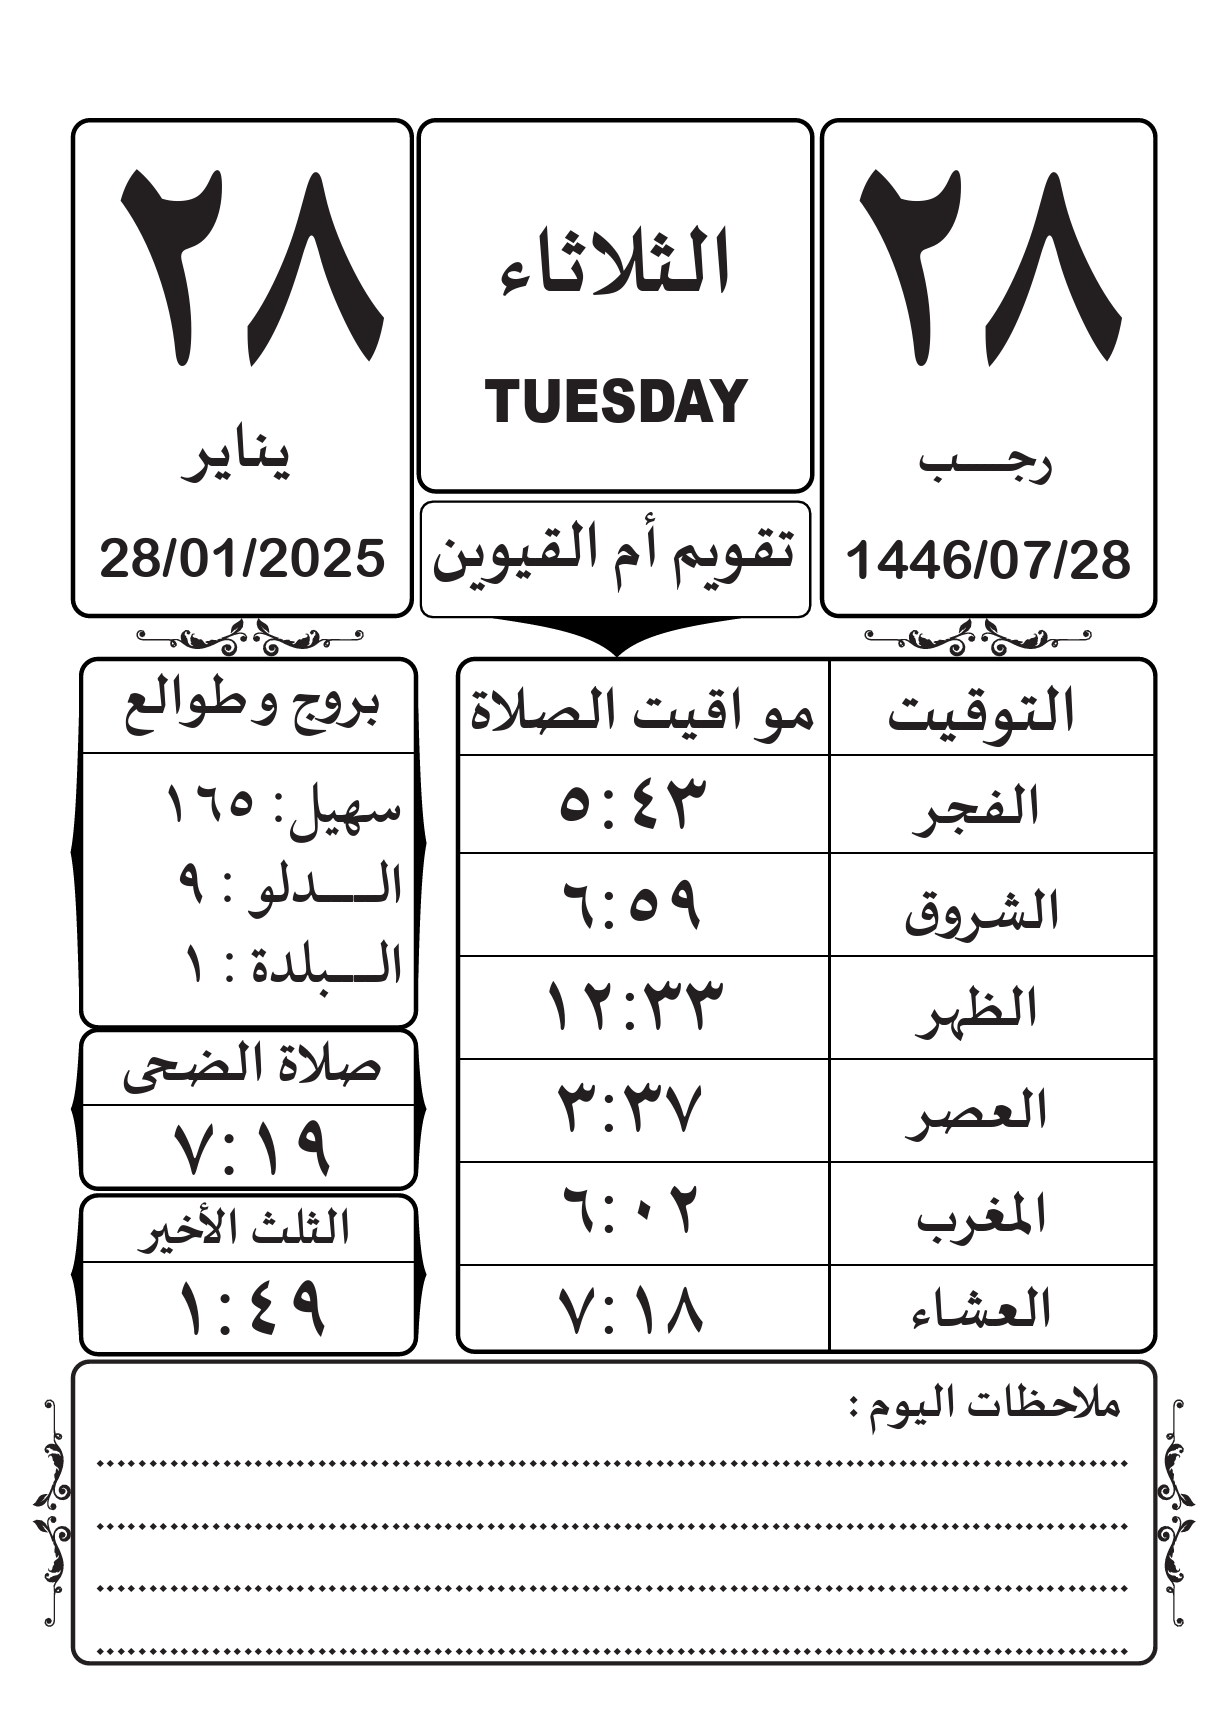 ٢٨
رجـــب
1446/07/28
الثلاثاء
TUESDAY
تقويم أم القيوين
٢٨
يناير
28/01/2025
التوقيت مو اقيت الصلاة
الفجر ٥:٤٣
الشروق ٦:٥٩
الظهر ١٢:٣٣
العصر ٣:٣٧
المغرب ٦:٠٢
العشاء ٧:١٨
بروج وطوالع
سهيل: ١٦٥
الـــدلو : ٩
الـــبلدة : ١
صلاة الضحى
٧:١٩
الثلث الأخير
١:٤٩
ملاحظات اليوم :